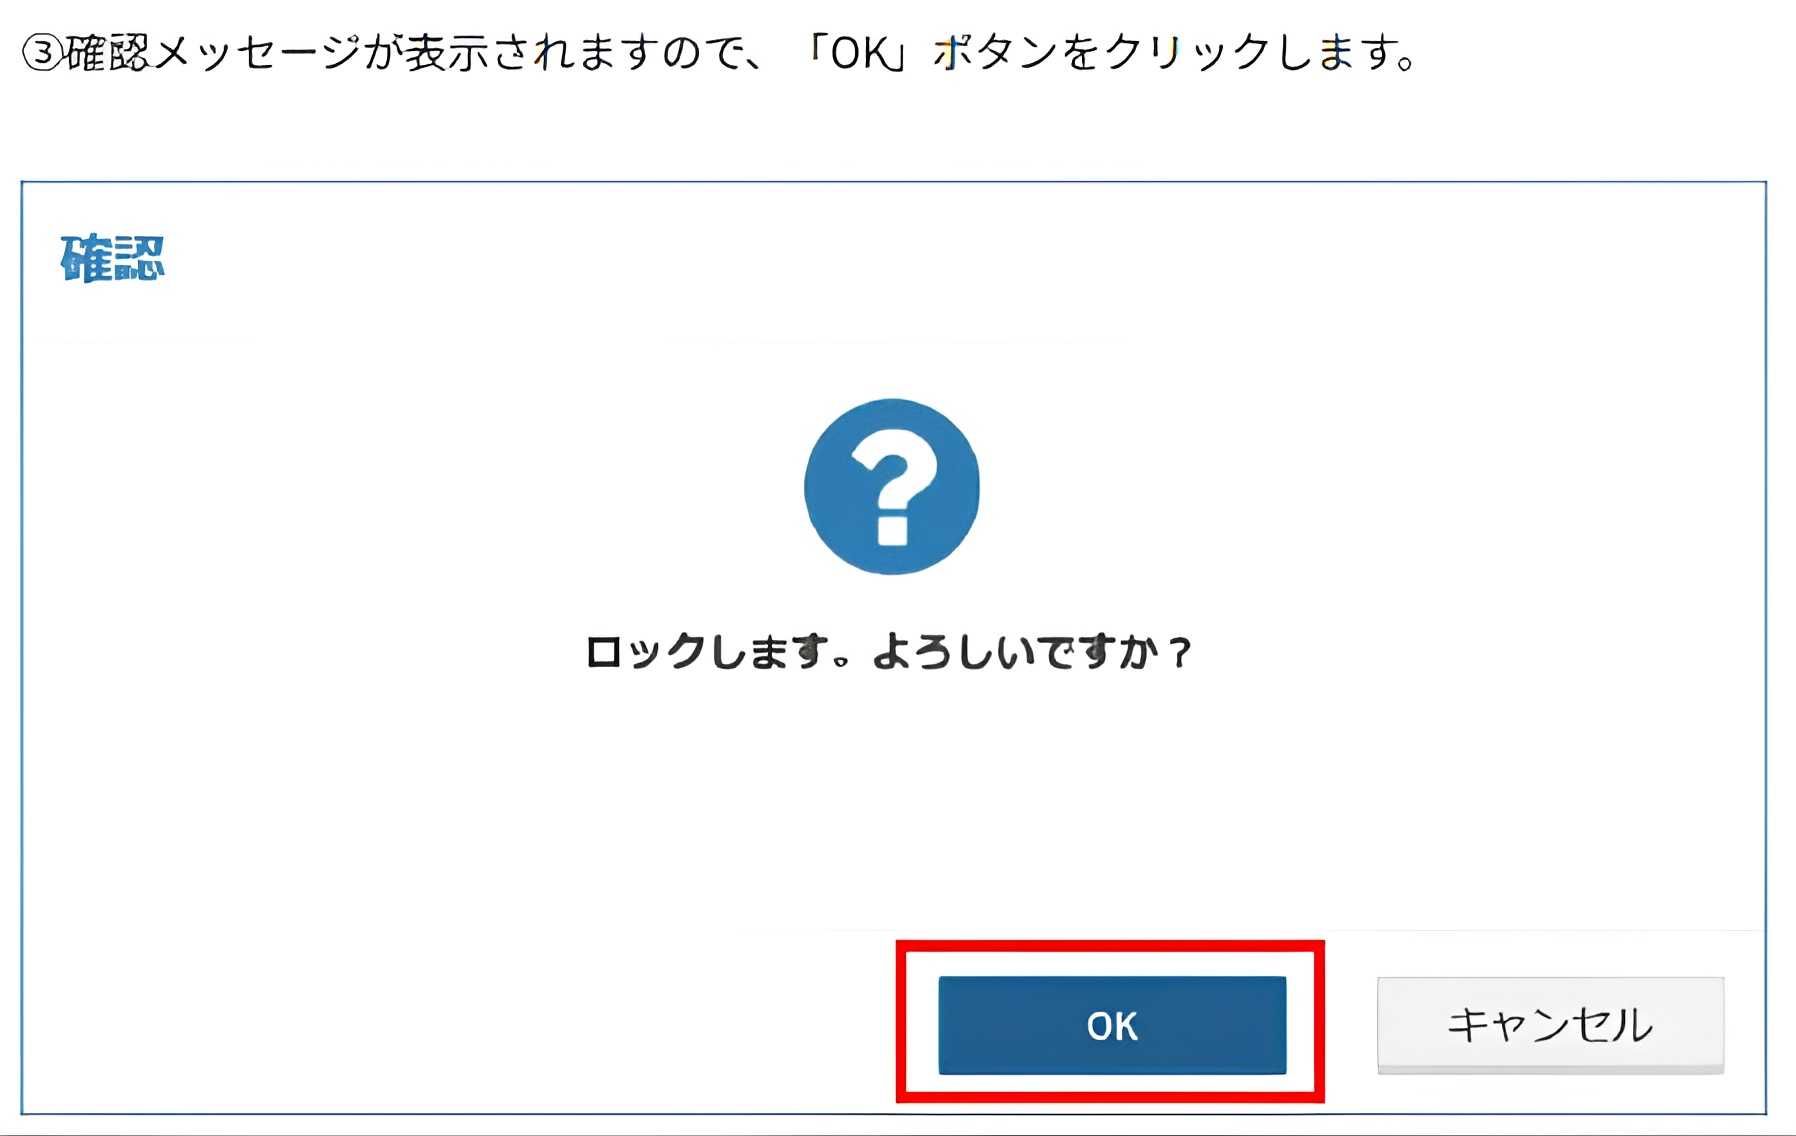 ③確認メッセージが表示されますので、「OK」ボタンをクリックします。
確認
ロックします。よろしいですか？
OK
キャンセル